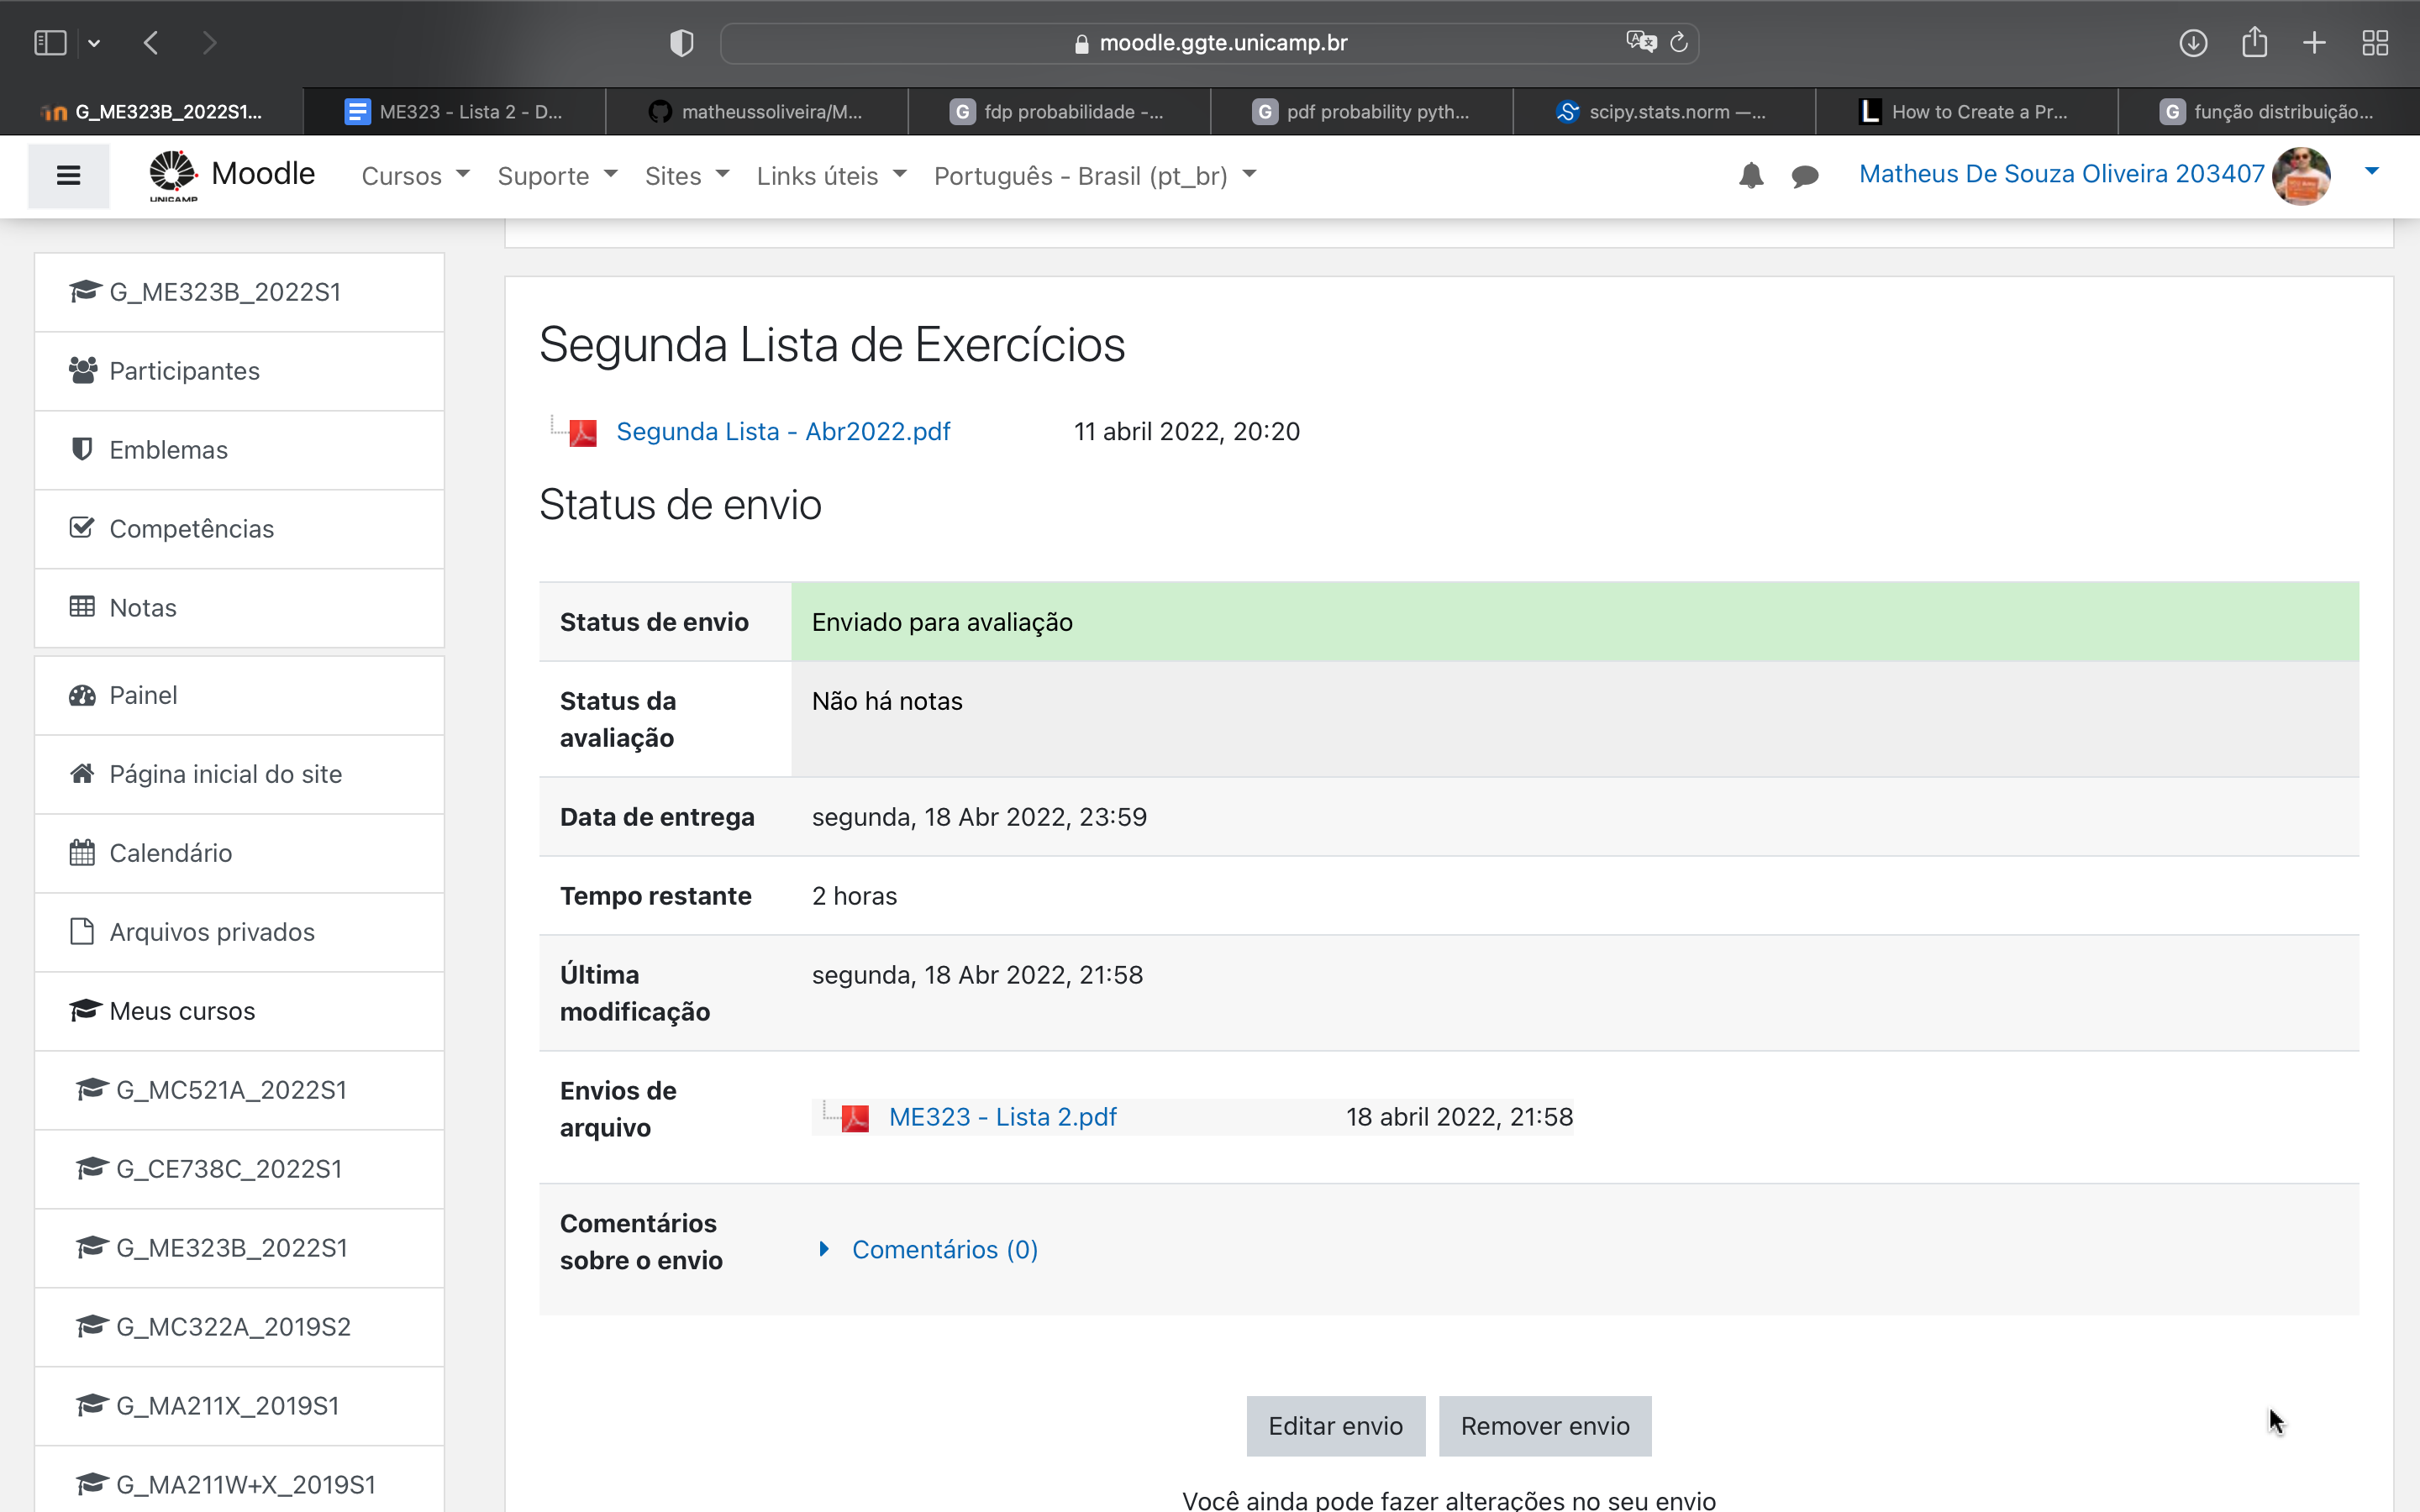 moodle.ggte.unicamp.br
G_ME323B_2022S1...
ME323 - Lista 2 - D...
matheussoliveira/M...
G fdp probabilidade -...
G pdf probability pyth...
scipy.stats.norm —...
L How to Create a Pr...
G função distribuição...
UNICAMP
Moodle
Cursos
Suporte
Sites
Links úteis
Português - Brasil (pt_br)
Matheus De Souza Oliveira 203407
G_ME323B_2022S1
Participantes
Emblemas
Competências
Notas
Painel
Página inicial do site
Calendário
Arquivos privados
Meus cursos
G_MC521A_2022S1
G_CE738C_2022S1
G_ME323B_2022S1
G_MC322A_2019S2
G_MA211X_2019S1
G_MA211W+X_2019S1
Segunda Lista de Exercícios
Segunda Lista - Abr2022.pdf 11 abril 2022, 20:20
Status de envio
Status de envio Enviado para avaliação
Status da avaliação Não há notas
Data de entrega segunda, 18 Abr 2022, 23:59
Tempo restante 2 horas
Última modificação segunda, 18 Abr 2022, 21:58
Envios de arquivo ME323 - Lista 2.pdf 18 abril 2022, 21:58
Comentários sobre o envio Comentários (0)
Editar envio
Remover envio
Você ainda pode fazer alterações no seu envio